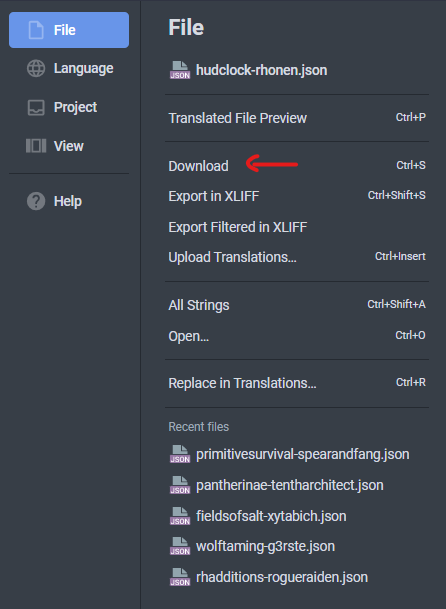 File
Language
Project
View
Help
File
JSON hudclock-rhonen.json
Translated File Preview Ctrl+P
Download Ctrl+S
Export in XLIFF Ctrl+Shift+S
Export Filtered in XLIFF
Upload Translations... Ctrl+Insert
All Strings Ctrl+Shift+A
Open... Ctrl+O
Replace in Translations... Ctrl+R
Recent files
JSON primitivesurvival-spearandfang.json
JSON pantherinae-tentharchitect.json
JSON fieldsofsalt-xytabich.json
JSON wolftaming-g3rste.json
JSON rhadditions-rogueraiden.json